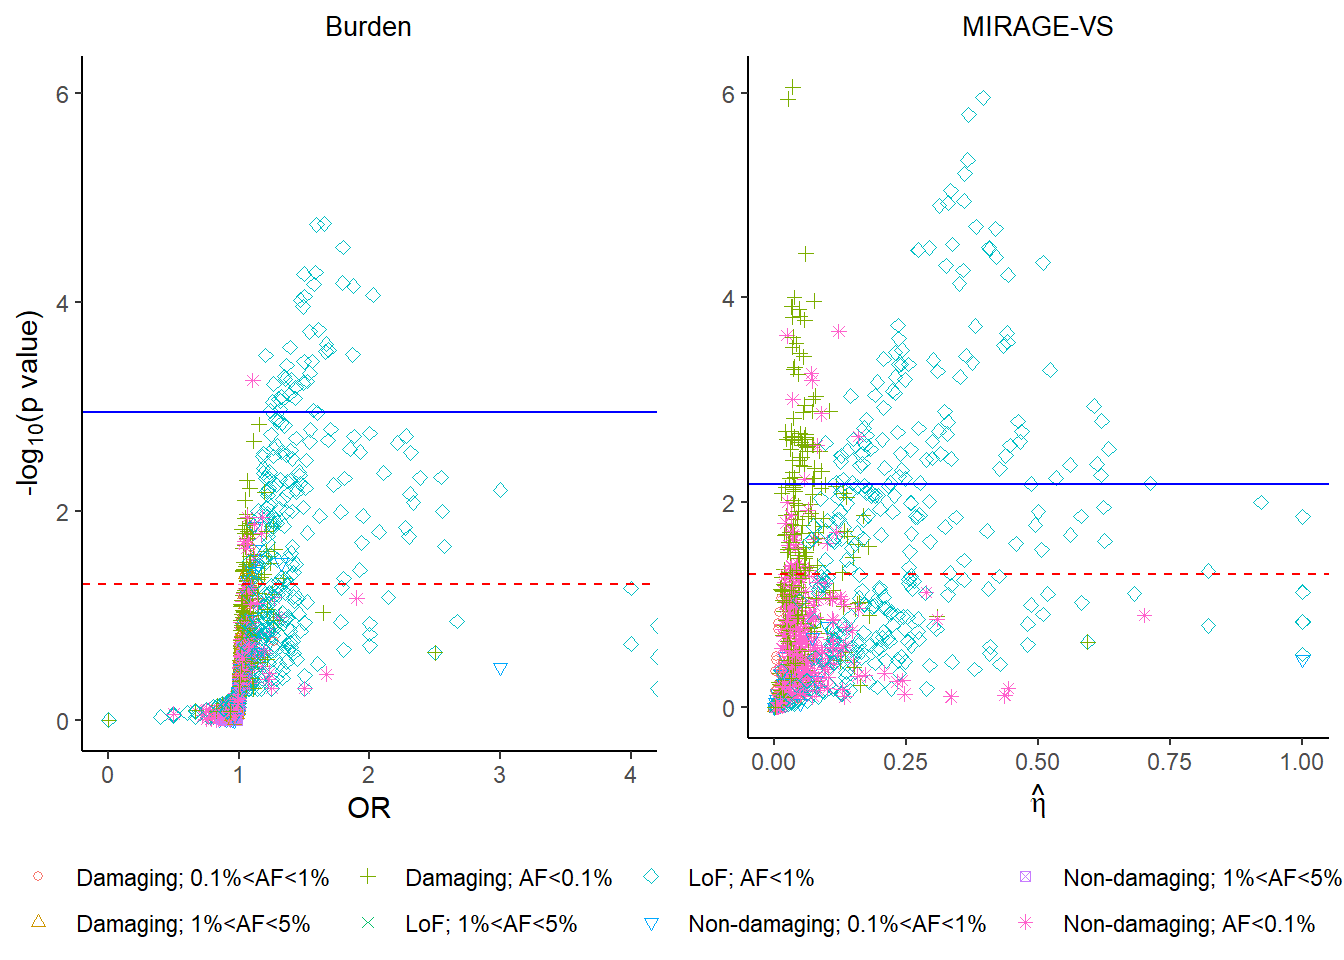 Burden
MIRAGE-VS
-log10(p value)
6
4
2
0
0 1 2 3 4
OR
6
4
2
0
0.00 0.25 0.50 0.75 1.00
η̂
Damaging; 0.1%<AF<1% Damaging; AF<0.1% LoF; AF<1% Non-damaging; 1%<AF<5%
Damaging; 1%<AF<5% LoF; 1%<AF<5% Non-damaging; 0.1%<AF<1% Non-damaging; AF<0.1%